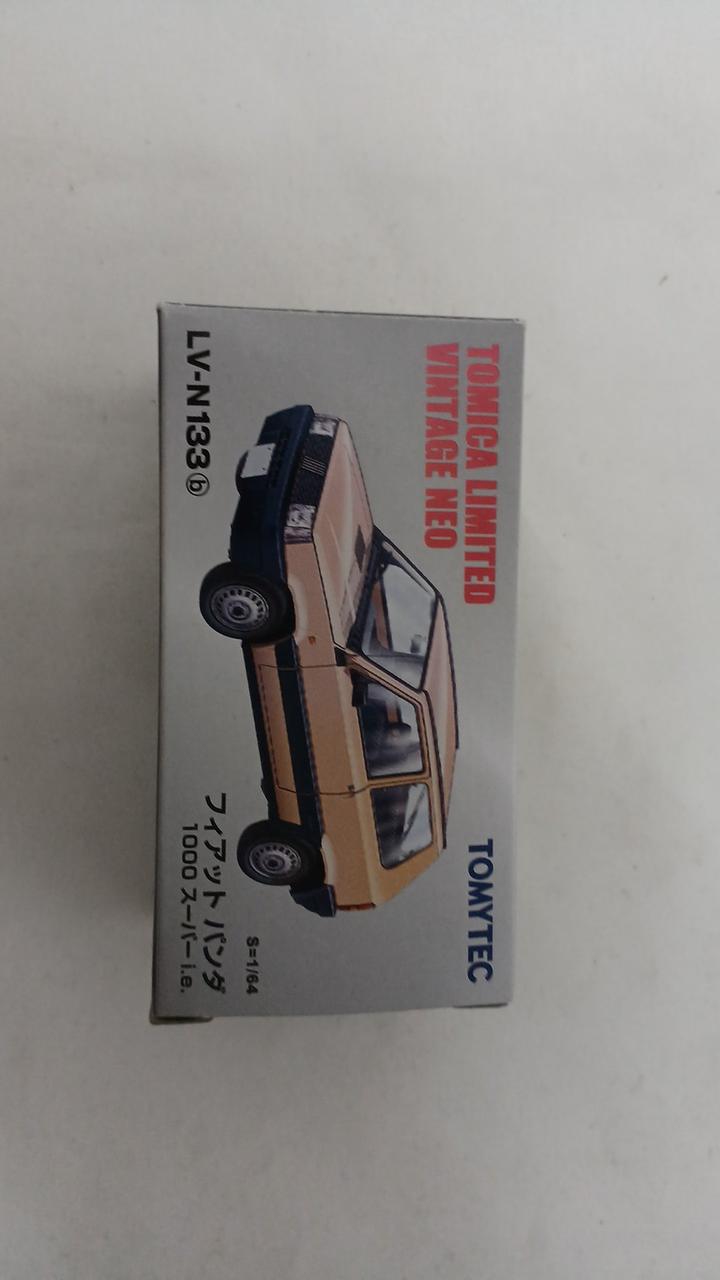 TOMICA LIMITED
VINTAGE NEO
TOMYTEC
LV-N133ⓑ
S=1/64
フィアット パンダ
1000 スーパー i.e.